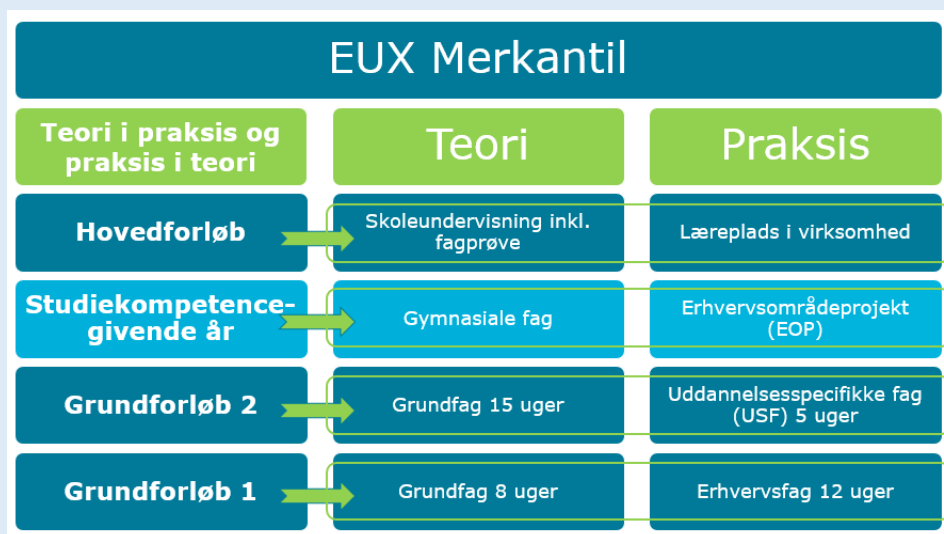 EUX Merkantil
Teori i praksis og
praksis i teori
Teori
Praksis
Hovedforløb
Skoleundervisning inkl.
fagprøve
Læreplads i virksomhed
Studiekompetence-
givende år
Gymnasiale fag
Erhvervsområdeprojekt
(EOP)
Grundforløb 2
Grundfag 15 uger
Uddannelsesspecifikke fag
(USF) 5 uger
Grundforløb 1
Grundfag 8 uger
Erhvervsfag 12 uger